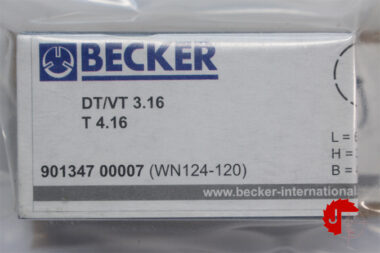 BECKER
DT/VT 3.16
T 4.16
901347 00007 (WN124-120)
L =
H =
B =
www.becker-international